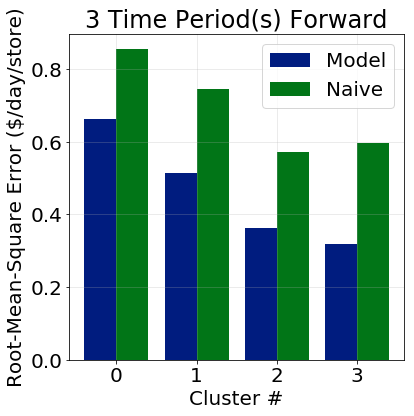 3 Time Period(s) Forward
Root-Mean-Square Error ($/day/store)
0.8
0.6
0.4
0.2
0.0
Model
Naive
0 1 2 3
Cluster #